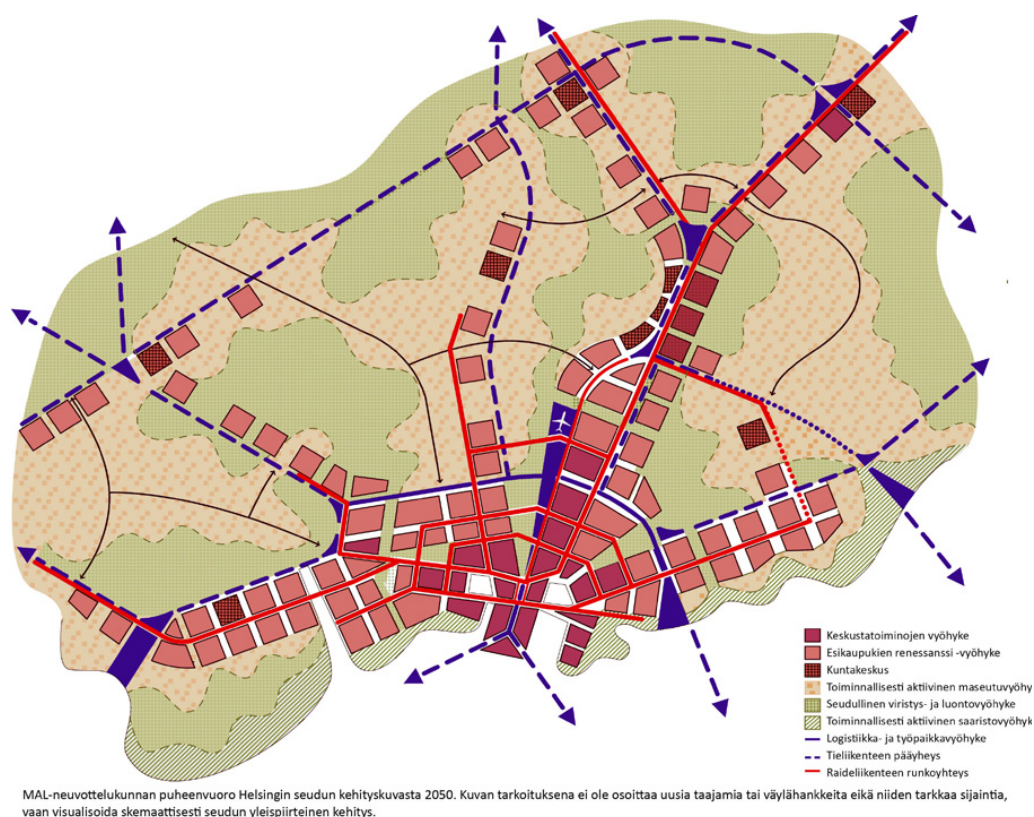 Keskustatoiminojen vyöhyke
Esikaupukien renessanssi -vyöhyke
Kuntakeskus
Toiminnallisesti aktiivinen maseutuvyöhy
Seudullinen viristys- ja luontovyöhyke
Toiminnallisesti aktiivinen saaristovyöhyk
Logistiikka- ja työpaikkavyöhyke
Tieliikenteen pääyheys
Raideliikenteen runkoyhteys
MAL-neuvottelukunnan puheenvuoro Helsingin seudun kehityskuvasta 2050. Kuvan tarkoituksena ei ole osoittaa uusia taajamia tai väylähankkeita eikä niiden tarkkaa sijaintia,
vaan visualisoida skemaattisesti seudun yleispiirteinen kehitys.